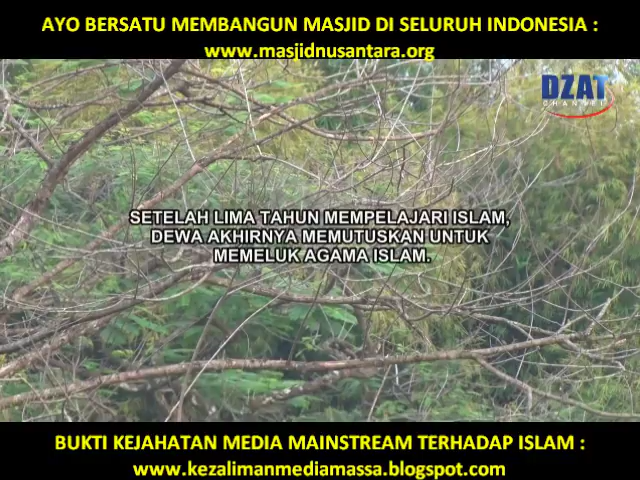 AYO BERSATU MEMBANGUN MASJID DI SELURUH INDONESIA :
www.masjidnusantara.org
DZAT
CHANNEL
SETELAH LIMA TAHUN MEMPELAJARI ISLAM,
DEWA AKHIRNYA MEMUTUSKAN UNTUK
MEMELUK AGAMA ISLAM.
BUKTI KEJAHATAN MEDIA MAINSTREAM TERHADAP ISLAM :
www.kezalimanmediamassa.blogspot.com